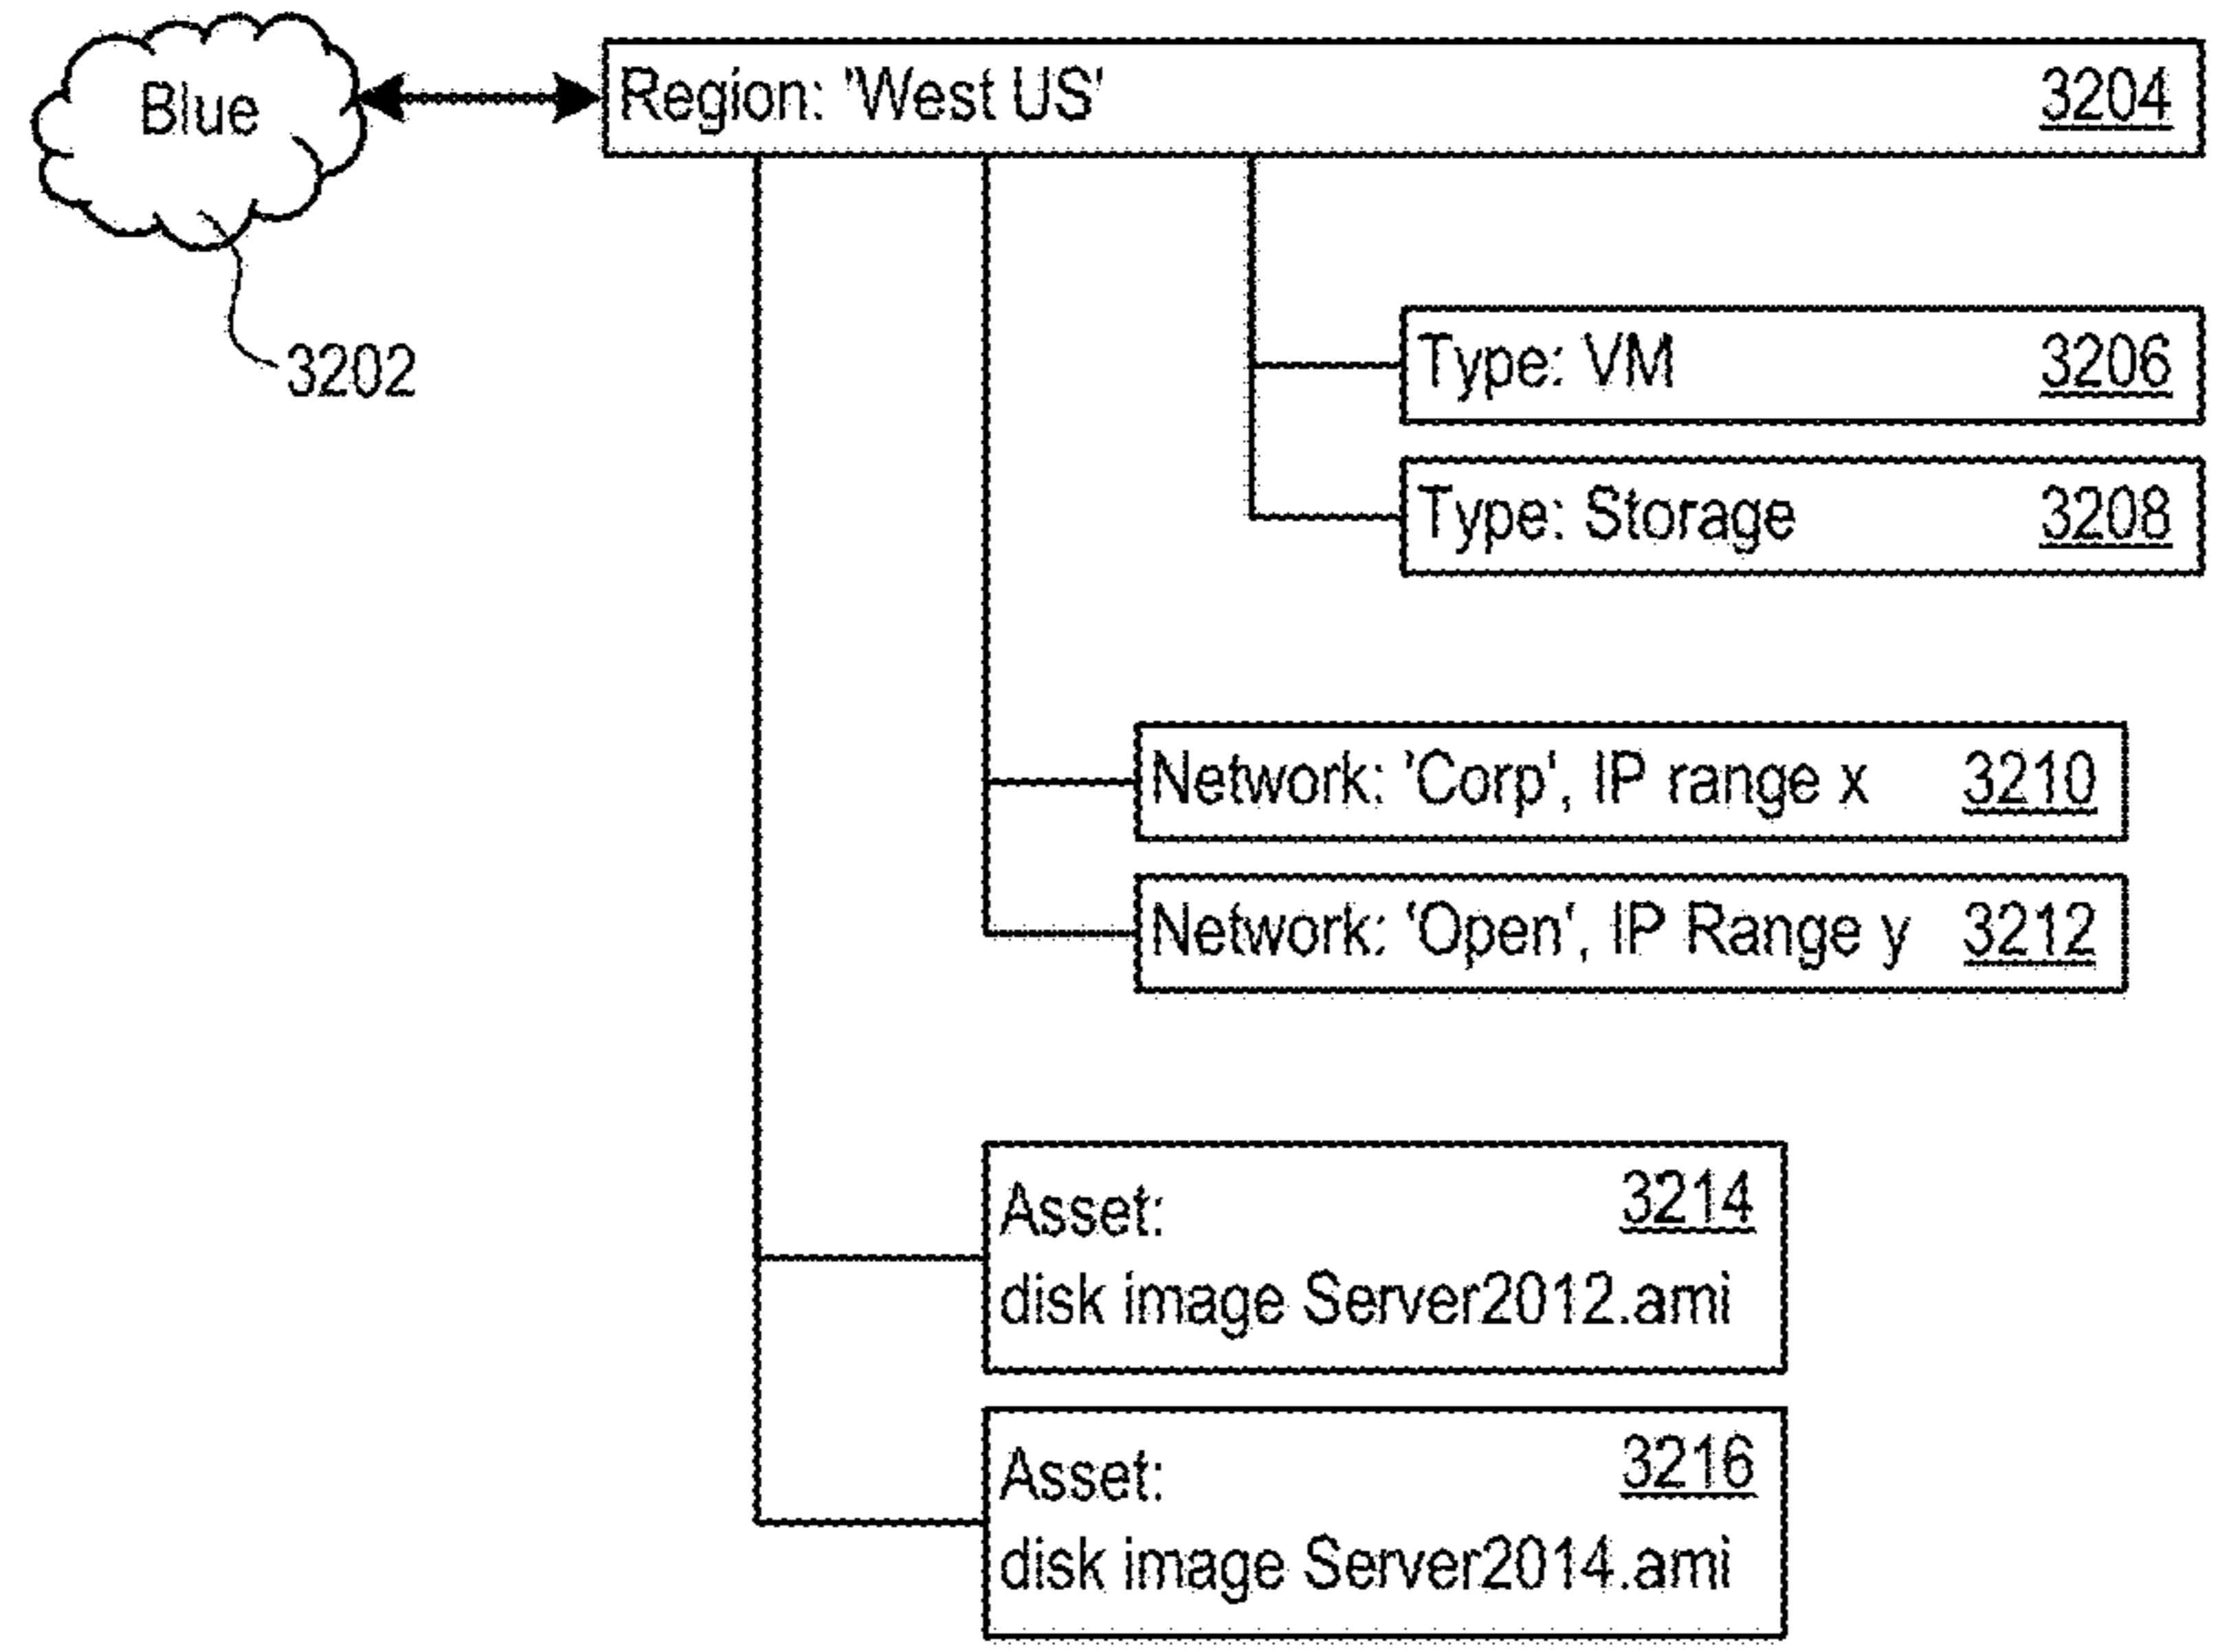 Blue
3202
Region: 'West US' 3204
Type: VM 3206
Type: Storage 3208
Network: 'Corp', IP range x 3210
Network: 'Open', IP Range y 3212
Asset: 3214
disk image Server2012.ami
Asset: 3216
disk image Server2014.ami